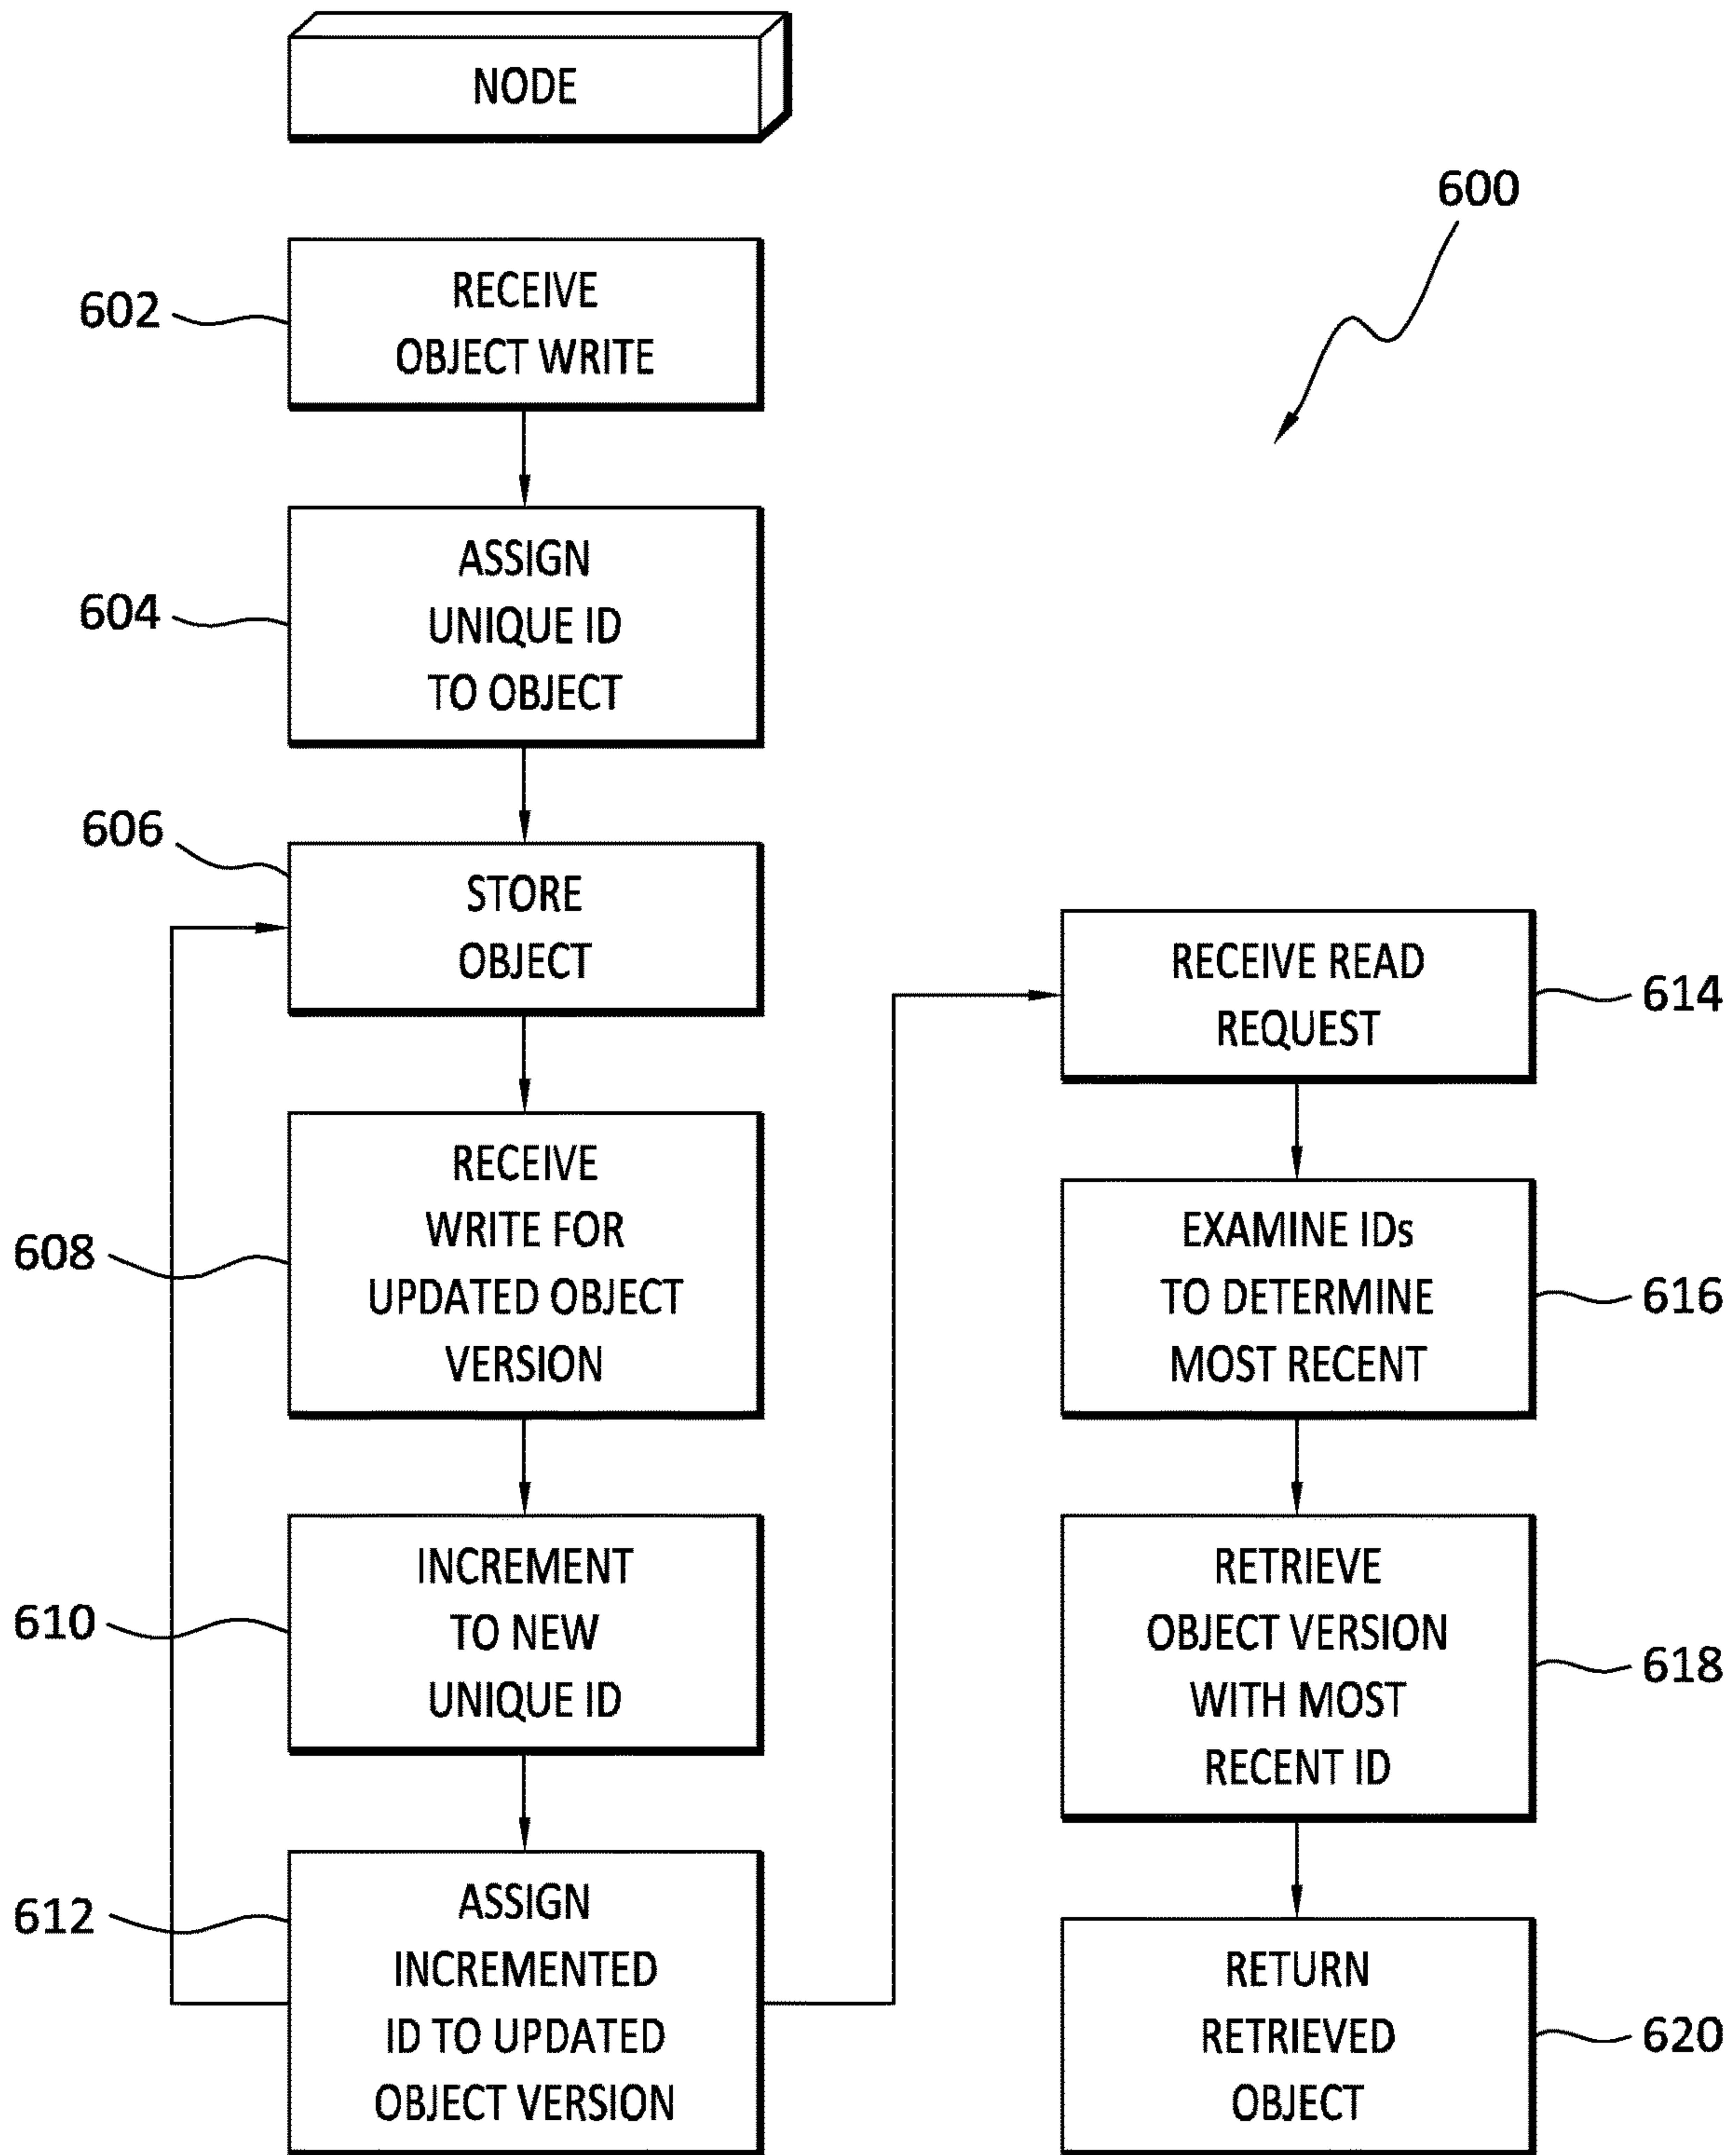 NODE
600
602
RECEIVE
OBJECT WRITE
604
ASSIGN
UNIQUE ID
TO OBJECT
606
STORE
OBJECT
608
RECEIVE
WRITE FOR
UPDATED OBJECT
VERSION
610
INCREMENT
TO NEW
UNIQUE ID
612
ASSIGN
INCREMENTED
ID TO UPDATED
OBJECT VERSION
RECEIVE READ
REQUEST
614
EXAMINE IDs
TO DETERMINE
MOST RECENT
616
RETRIEVE
OBJECT VERSION
WITH MOST
RECENT ID
618
RETURN
RETRIEVED
OBJECT
620